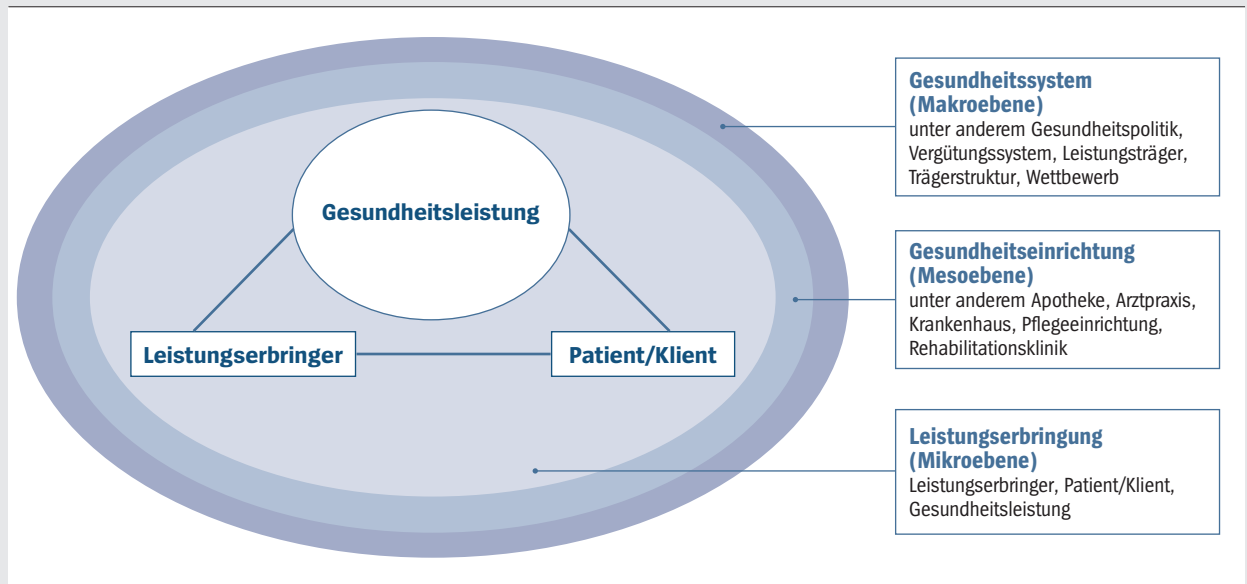 Gesundheitsleistung
Leistungserbringer
Patient/Klient
Gesundheitssystem
(Makroebene)
unter anderem Gesundheitspolitik,
Vergütungssystem, Leistungsträger,
Trägerstruktur, Wettbewerb
Gesundheitseinrichtung
(Mesoebene)
unter anderem Apotheke, Arztpraxis,
Krankenhaus, Pflegeeinrichtung,
Rehabilitationsklinik
Leistungserbringung
(Mikroebene)
Leistungserbringer, Patient/Klient,
Gesundheitsleistung